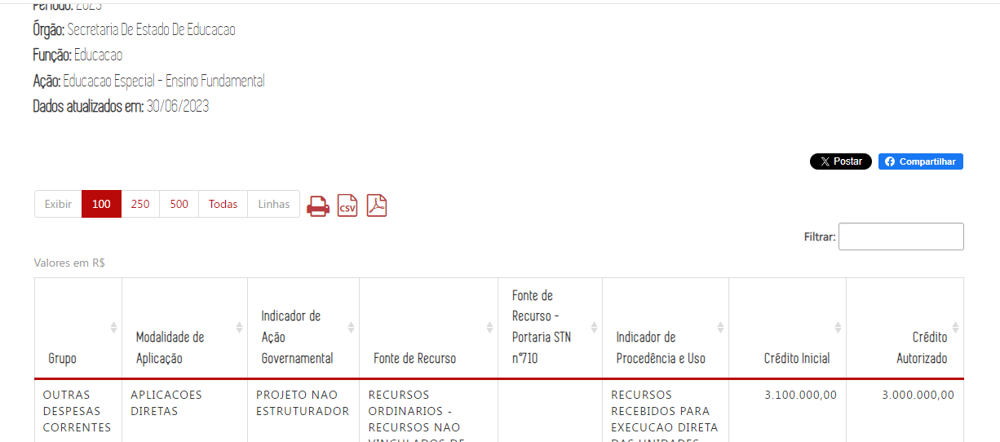 Período: 2023
Órgão: Secretaria De Estado De Educacao
Função: Educacao
Ação: Educacao Especial - Ensino Fundamental
Dados atualizados em: 30/06/2023
Postar
Compartilhar
Exibir 100 250 500 Todas Linhas
CSV
Filtrar:
Valores em R$
Grupo
Modalidade de
Aplicação
Indicador de
Ação
Governamental
Fonte de Recurso
Fonte de
Recurso -
Portaria STN
n°710
Indicador de
Procedência e Uso
Crédito Inicial
Crédito
Autorizado
OUTRAS
DESPESAS
CORRENTES
APLICACOES
DIRETAS
PROJETO NAO
ESTRUTURADOR
RECURSOS
ORDINARIOS -
RECURSOS NAO
VINCULADOS DE
RECURSOS
RECEBIDOS PARA
EXECUCAO DIRETA
DAS UNIDADES
3.100.000,00
3.000.000,00